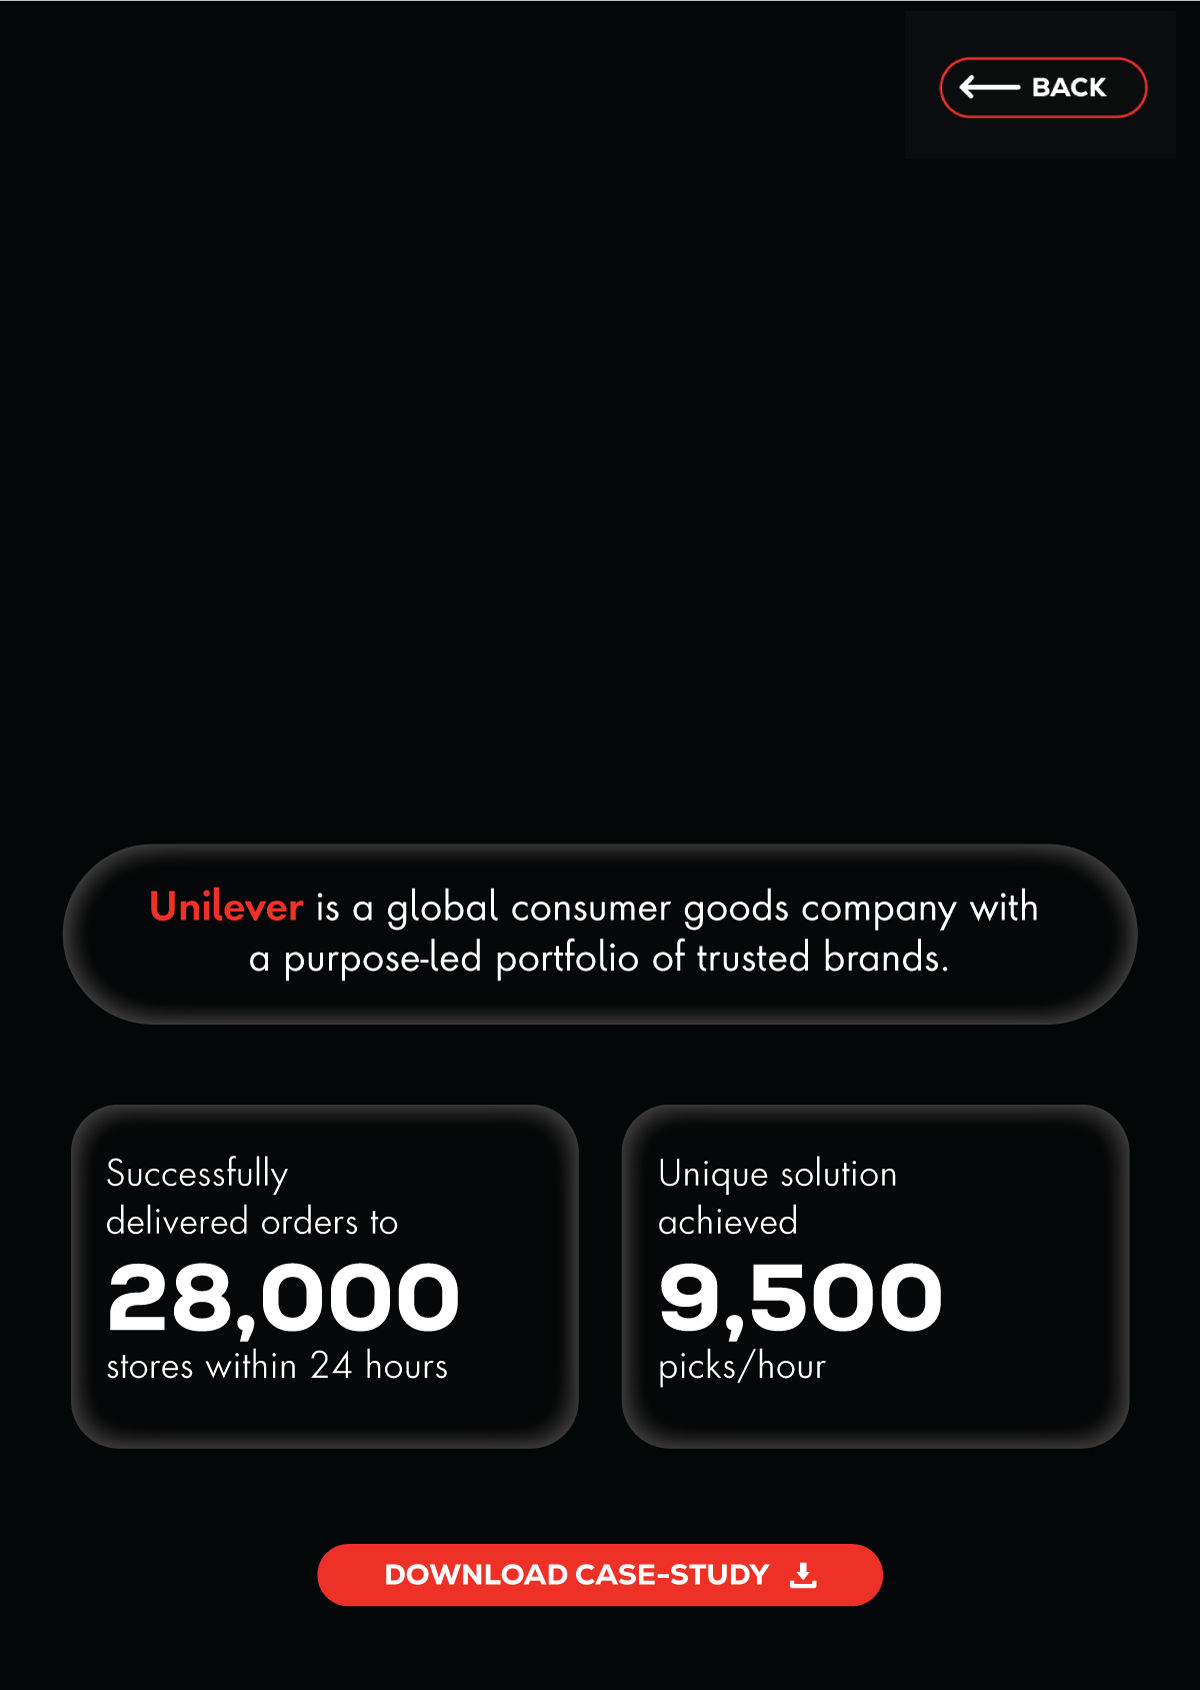 BACK
Unilever is a global consumer goods company with
a purpose-led portfolio of trusted brands.
Successfully
delivered orders to
28,000
stores within 24 hours
Unique solution
achieved
9,500
picks/hour
DOWNLOAD CASE-STUDY